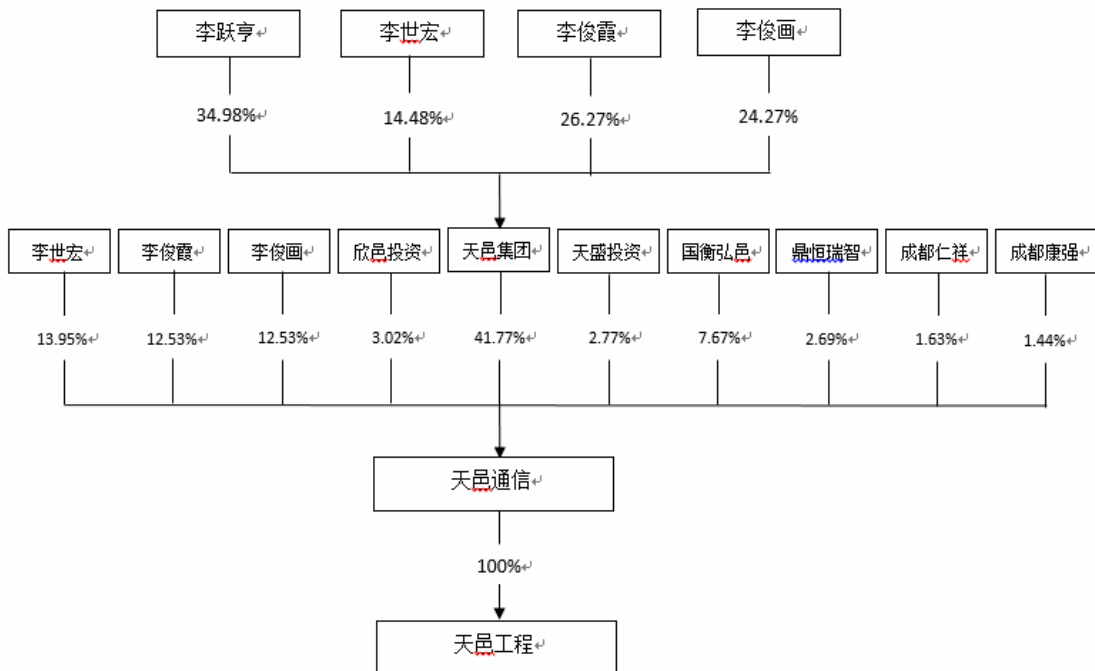 李跃亨
李世宏
李俊霞
李俊画
34.98%
14.48%
26.27%
24.27%
李世宏
李俊霞
李俊画
欣邑投资
天邑集团
天盛投资
国衡弘邑
鼎恒瑞智
成都仁祥
成都康强
13.95%
12.53%
12.53%
3.02%
41.77%
2.77%
7.67%
2.69%
1.63%
1.44%
天邑通信
100%
天邑工程